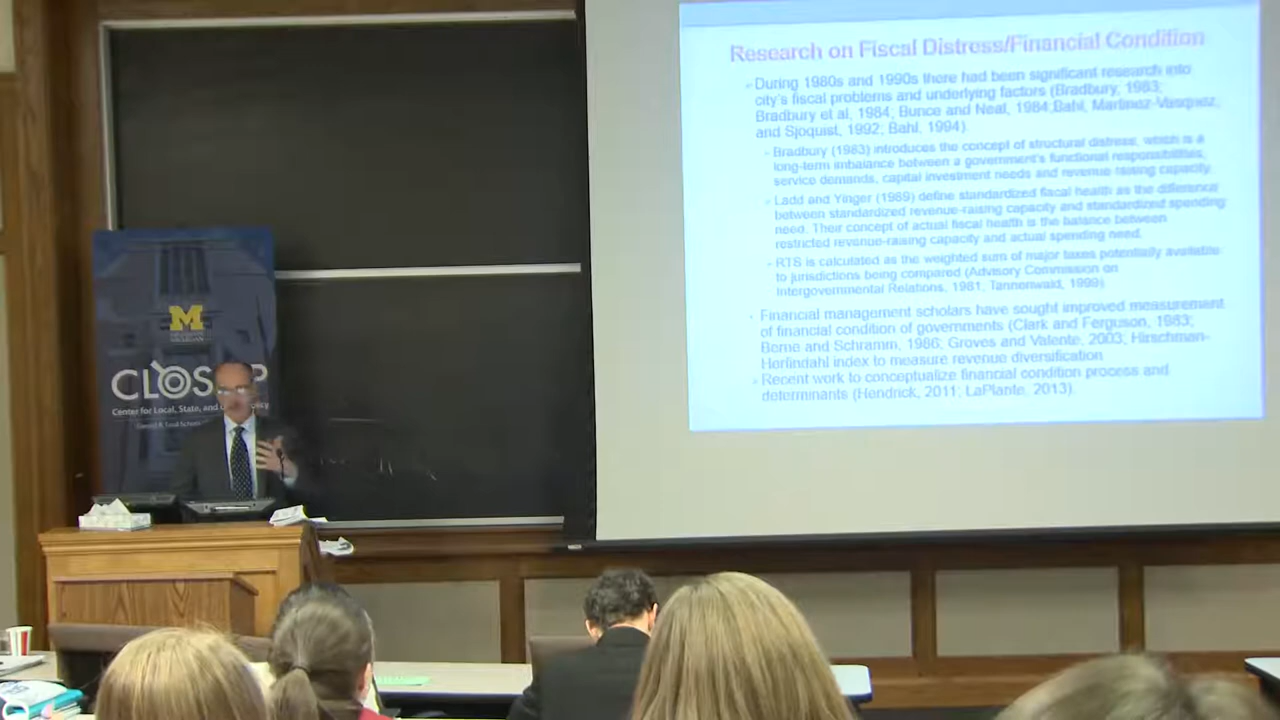 M
CLOS P
Center for Local, State, and
Policy
Research on Fiscal Distress/Financial Condition
During 1980s and 1990s there had been significant research into
city's fiscal problems and underlying factors (Bradbury, 1983;
Bradbury et al, 1984; Bunce and Neal, 1984;Bahl, Martinez-Vasquez,
and Sjoquist, 1992; Bahl, 1994).
- Bradbury (1983) introduces the concept of structural distress, which is a
long-term imbalance between a government's functional responsibilities,
service demands, capital investment needs and revenue raising capacity.
- Ladd and Yinger (1989) define standardized fiscal health as the difference
between standardized revenue-raising capacity and standardized spending
need. Their concept of actual fiscal health is the balance between
restricted revenue-raising capacity and actual spending need.
- RTS is calculated as the weighted sum of major taxes potentially available
to jurisdictions being compared (Advisory Commission on
Intergovernmental Relations, 1981, Tannenwald, 1999)
Financial management scholars have sought improved measurement
of financial condition of governments (Clark and Ferguson, 1983;
Berne and Schramm, 1986; Groves and Valente, 2003; Hirschman-
Herfindahl index to measure revenue diversification
Recent work to conceptualize financial condition process and
determinants (Hendrick, 2011; LaPlante, 2013).